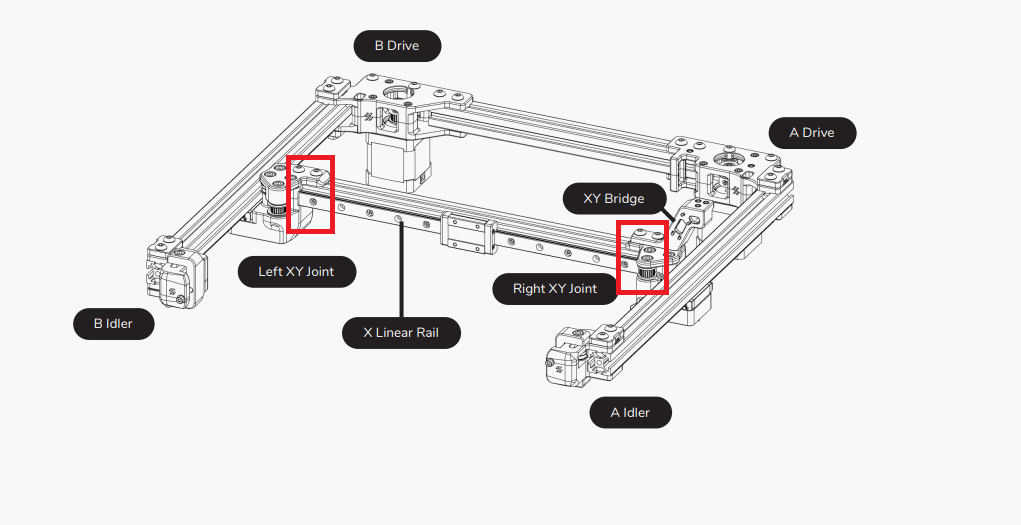 B Drive
A Drive
XY Bridge
Left XY Joint
Right XY Joint
B Idler
X Linear Rail
A Idler